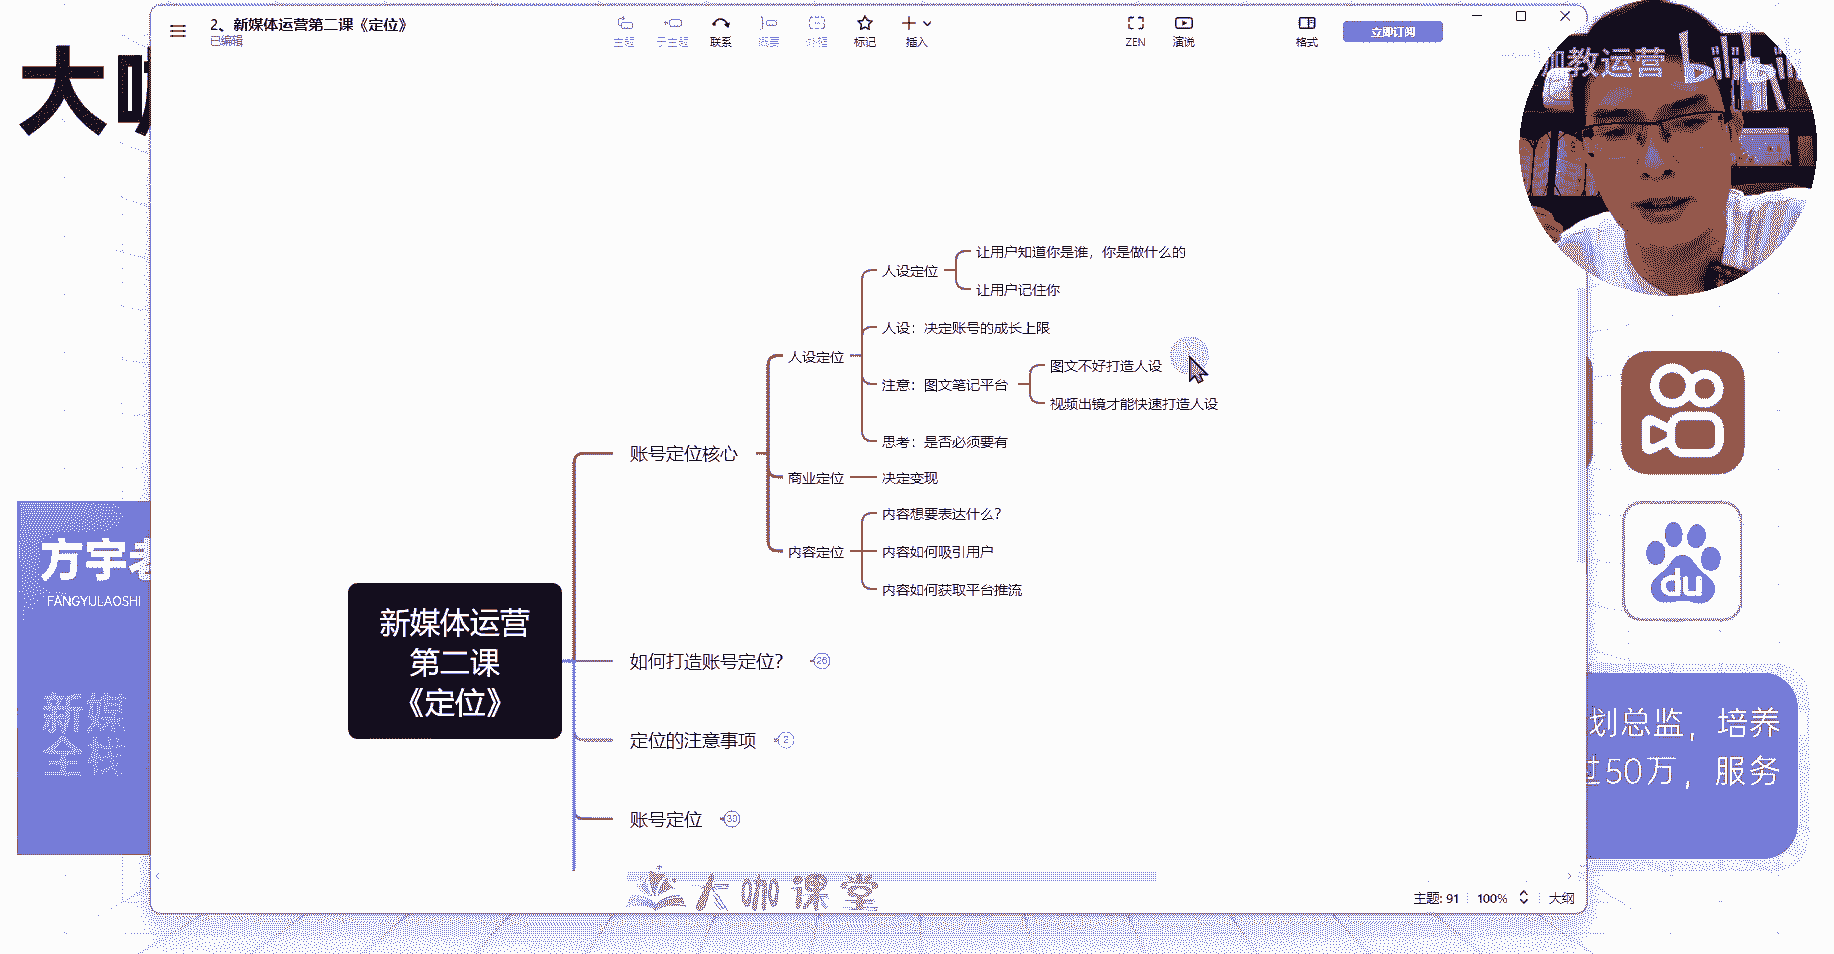 2、新媒体运营第二课《定位》
已编辑
主题
子主题
联系
概要
外框
标记
插入
ZEN
演说
格式
立即订阅
大咖
咖教运营
bilibili
人设定位
让用户知道你是谁，你是做什么的
让用户记住你
人设：决定账号的成长上限
注意：图文笔记平台
图文不好打造人设
视频出镜才能快速打造人设
思考：是否必须要有
人设定位
账号定位核心
商业定位
决定变现
内容定位
内容想要表达什么？
内容如何吸引用户
内容如何获取平台推流
新媒体运营
第二课
《定位》
如何打造账号定位？
26
定位的注意事项
2
账号定位
30
方宇老
FANGYULAOSHI
新媒
全栈
du
划总监，培养
过50万，服务
大咖课堂
主题: 91
100%
大纲